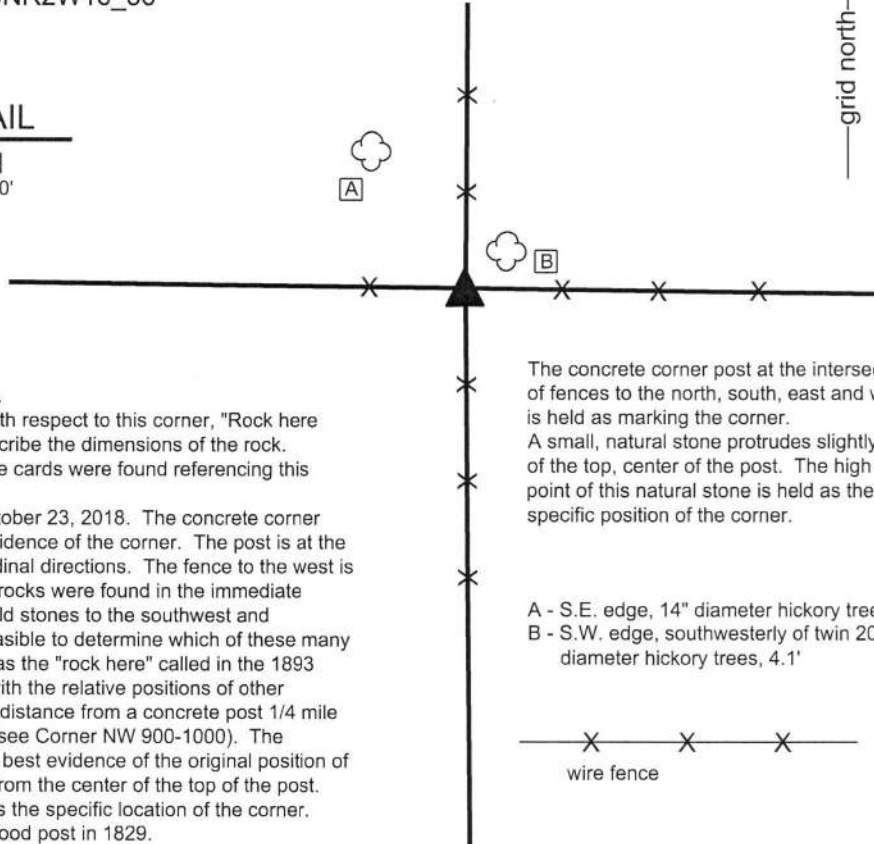 AIL
0'
grid north
A
B
th respect to this corner, "Rock here
cribe the dimensions of the rock.
e cards were found referencing this
tober 23, 2018. The concrete corner
idence of the corner. The post is at the
dinal directions. The fence to the west is
rocks were found in the immediate
ld stones to the southwest and
asible to determine which of these many
as the "rock here" called in the 1893
with the relative positions of other
distance from a concrete post 1/4 mile
see Corner NW 900-1000). The
best evidence of the original position of
from the center of the top of the post.
s the specific location of the corner.
ood post in 1829.
The concrete corner post at the interse
of fences to the north, south, east and
is held as marking the corner.
A small, natural stone protrudes slightly
of the top, center of the post. The high
point of this natural stone is held as the
specific position of the corner.
A - S.E. edge, 14" diameter hickory tree
B - S.W. edge, southwesterly of twin 20
diameter hickory trees, 4.1'
wire fence